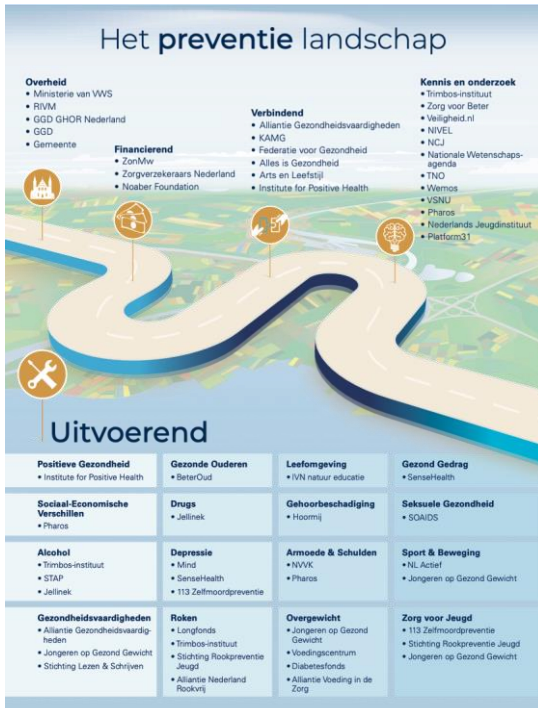 Het preventie landschap
Overheid
• Ministerie van VWS
• RIVM
• GGD GHOR Nederland
• GGD
• Gemeente
Financierend
• ZonMw
• Zorgverzekeraars Nederland
• Noaber Foundation
Verbindend
• Alliantie Gezondheidsvaardigheden
• KAMG
• Federatie voor Gezondheid
• Alles is Gezondheid
• Arts en Leefstijl
• Institute for Positive Health
Kennis en onderzoek
• Trimbos-instituut
• Zorg voor Beter
• Veiligheid.nl
• NIVEL
• NCJ
• Nationale Wetenschaps-
agenda
• TNO
• Wemos
• VSNU
• Pharos
• Nederlands Jeugdinstituut
• Platform31
Uitvoerend
Positieve Gezondheid
• Institute for Positive Health
Gezonde Ouderen
• BeterOud
Leefomgeving
• IVN natuur educatie
Gezond Gedrag
• SenseHealth
Sociaal-Economische
Verschillen
• Pharos
Drugs
• Jellinek
Gehoorbeschadiging
• Hoormij
Seksuele Gezondheid
• SOAIDS
Alcohol
• Trimbos-instituut
• STAP
• Jellinek
Depressie
• Mind
• SenseHealth
• 113 Zelfmoordpreventie
Armoede & Schulden
• NVVK
• Pharos
Sport & Beweging
• NL Actief
• Jongeren op Gezond Gewicht
Gezondheidsvaardigheden
• Alliantie Gezondheidsvaardig-
heden
• Jongeren op Gezond Gewicht
• Stichting Lezen & Schrijven
Roken
• Longfonds
• Trimbos-instituut
• Stichting Rookpreventie
Jeugd
• Alliantie Nederland
Rookvrij
Overgewicht
• Jongeren op Gezond
Gewicht
• Voedingscentrum
• Diabetesfonds
• Alliantie Voeding in de
Zorg
Zorg voor Jeugd
• 113 Zelfmoordpreventie
• Stichting Rookpreventie Jeugd
• Jongeren op Gezond Gewicht